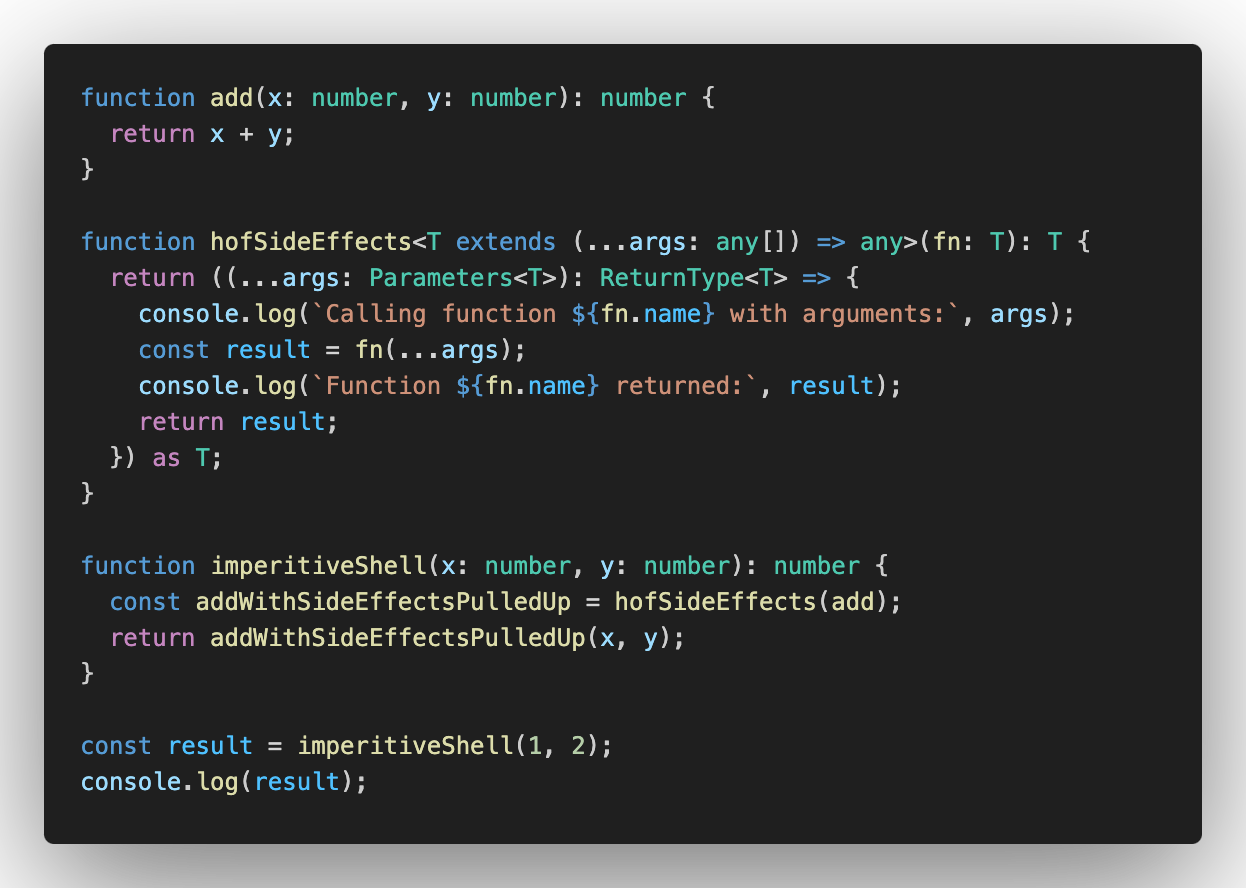 function add(x: number, y: number): number {
  return x + y;
}

function hofSideEffects<T extends (...args: any[]) => any>(fn: T): T {
  return ((...args: Parameters<T>): ReturnType<T> => {
    console.log(`Calling function ${fn.name} with arguments:`, args);
    const result = fn(...args);
    console.log(`Function ${fn.name} returned:`, result);
    return result;
  }) as T;
}

function imperitiveShell(x: number, y: number): number {
  const addWithSideEffectsPulledUp = hofSideEffects(add);
  return addWithSideEffectsPulledUp(x, y);
}

const result = imperitiveShell(1, 2);
console.log(result);